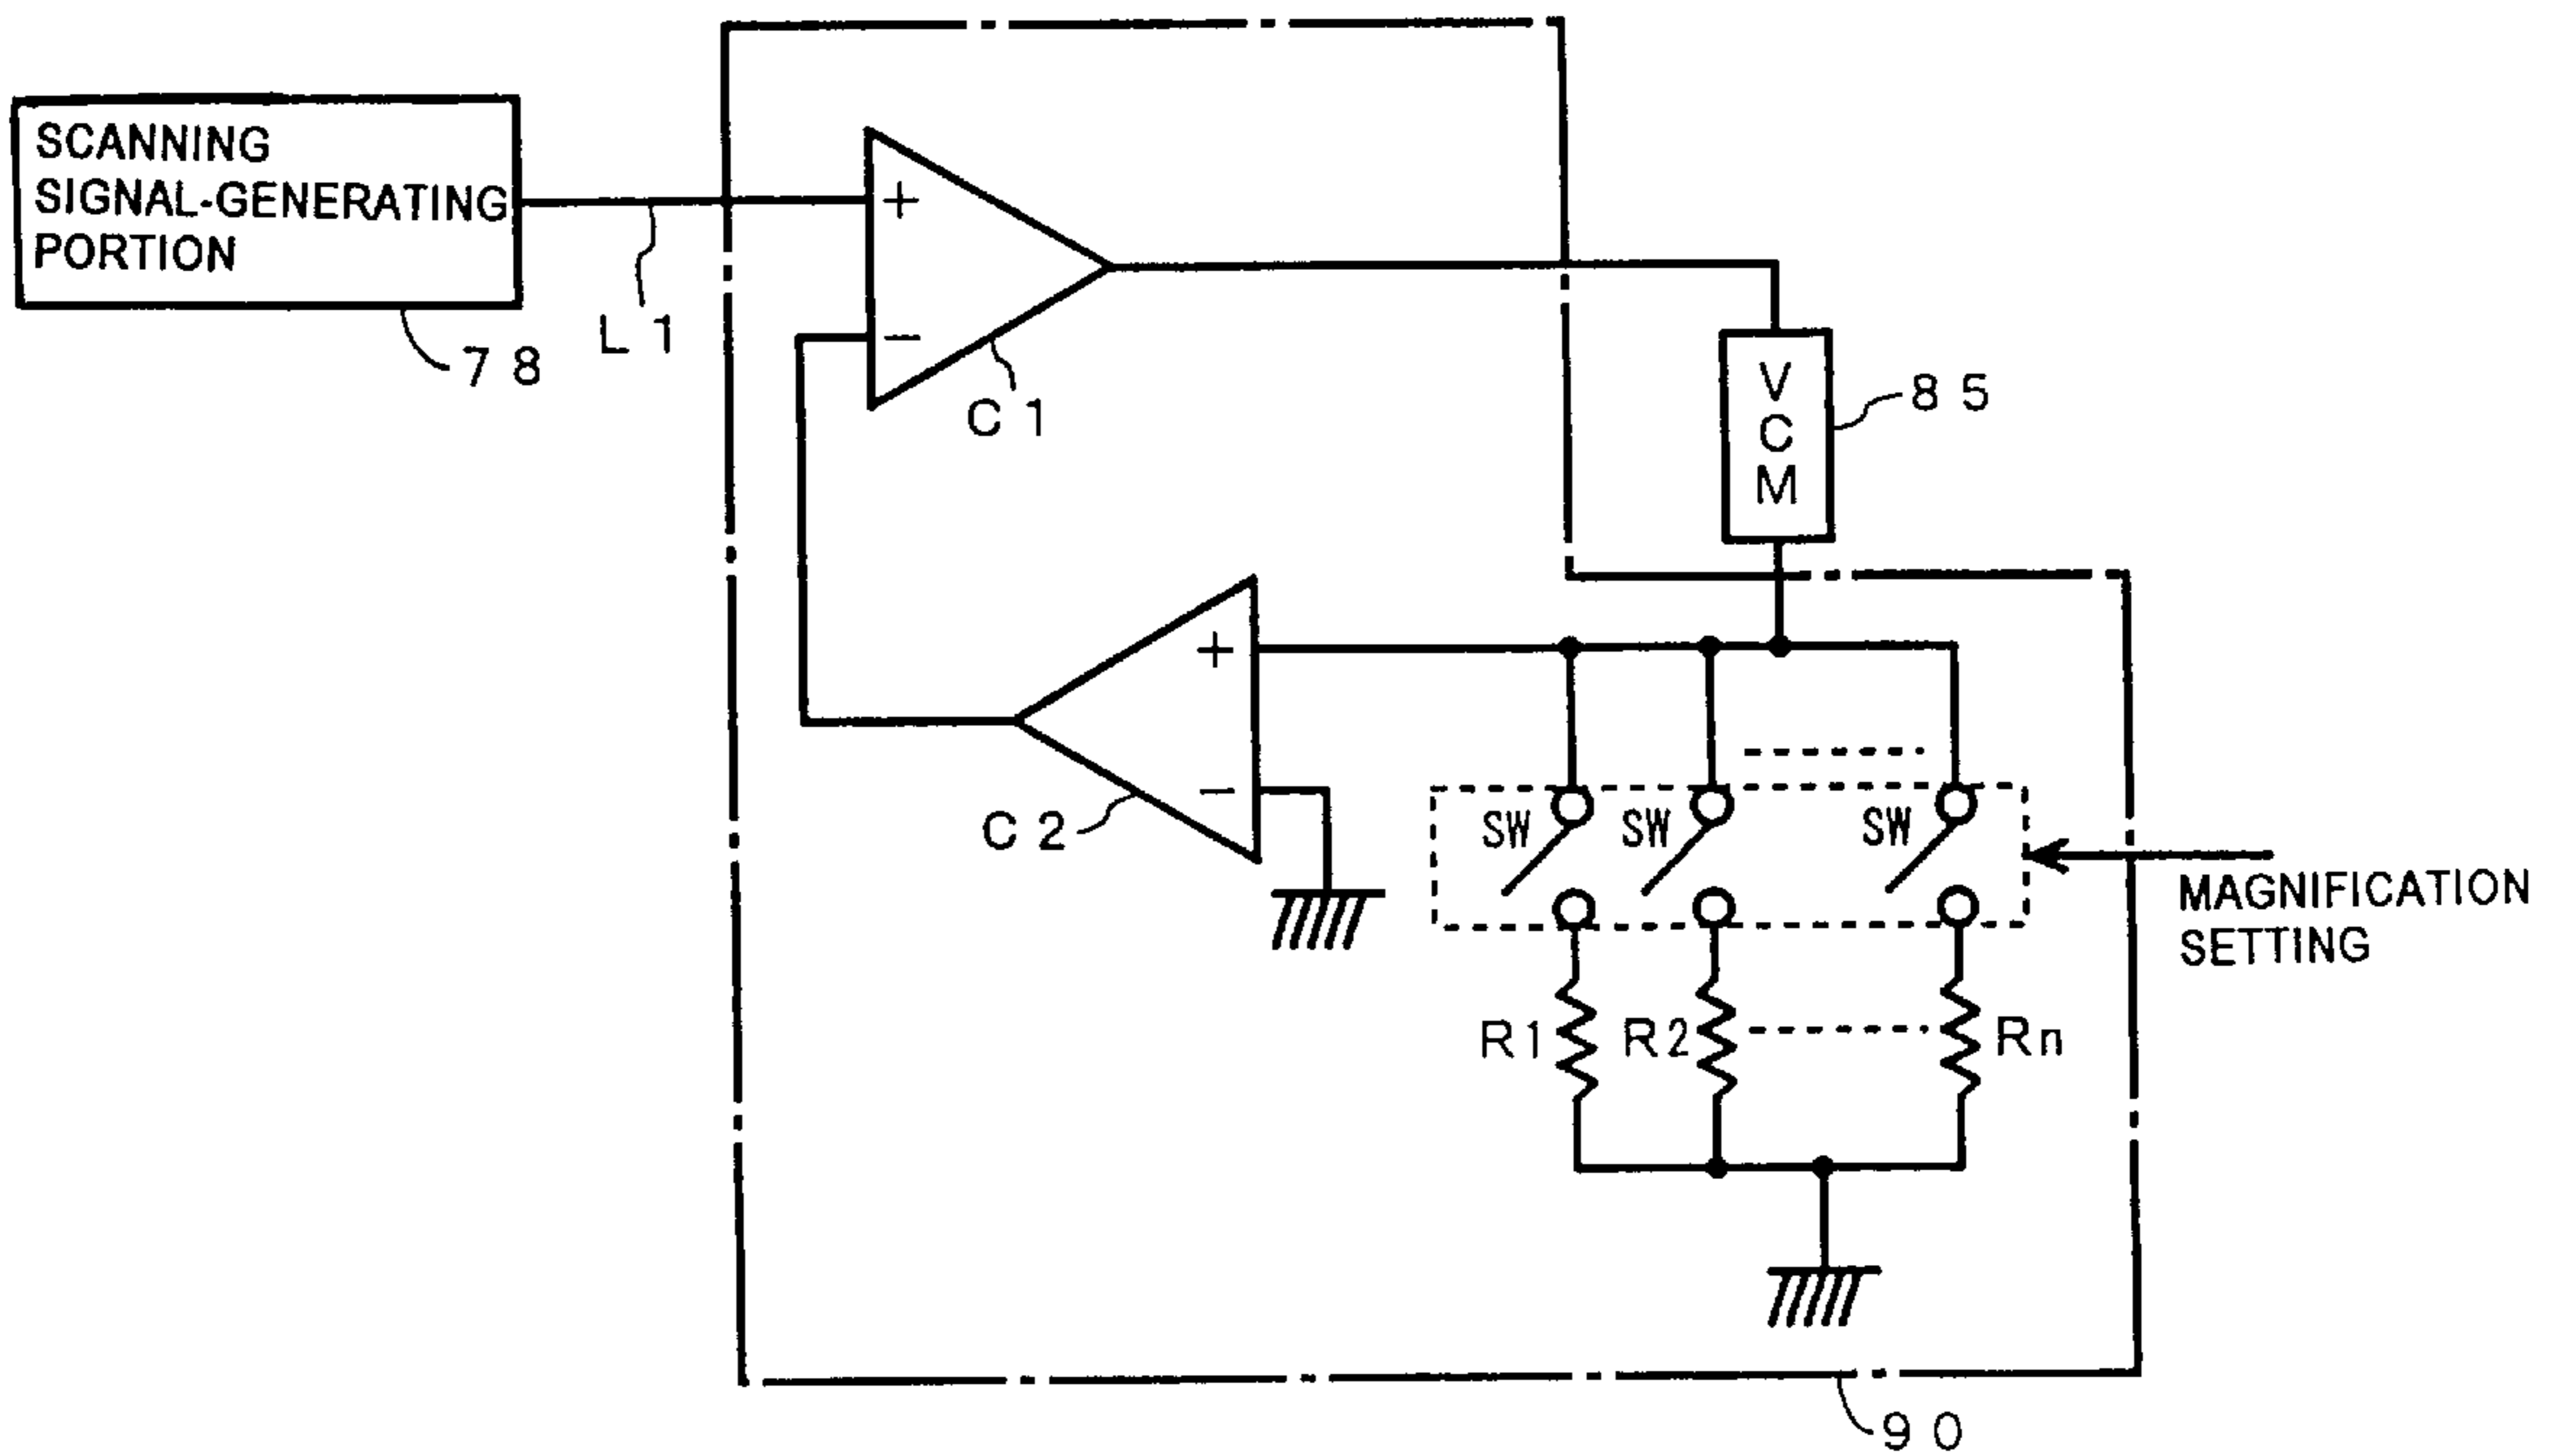 SCANNING
SIGNAL-GENERATING
PORTION
78
L1
+
−
C1
V
C
M
85
+
−
C2
SW SW SW
MAGNIFICATION
SETTING
R1 R2 Rn
90